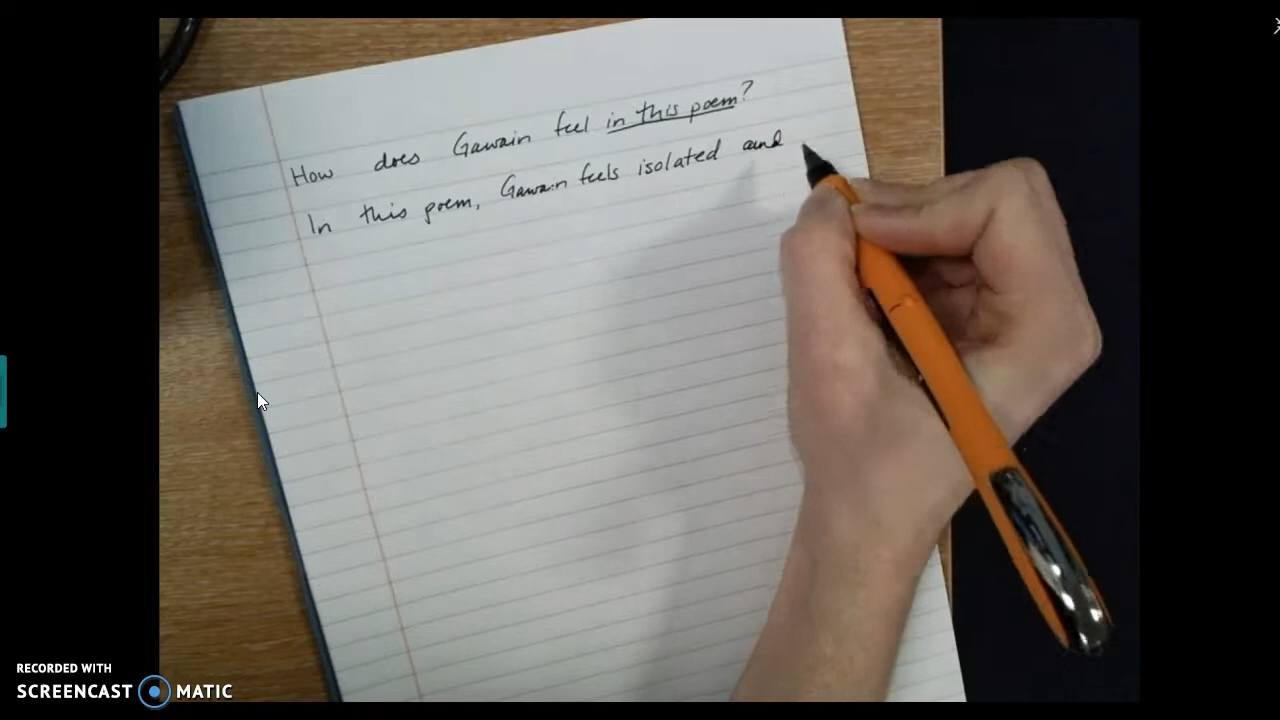 How does Gawain feel in this poem?
In this poem, Gawain feels isolated and
RECORDED WITH
SCREENCAST MATIC